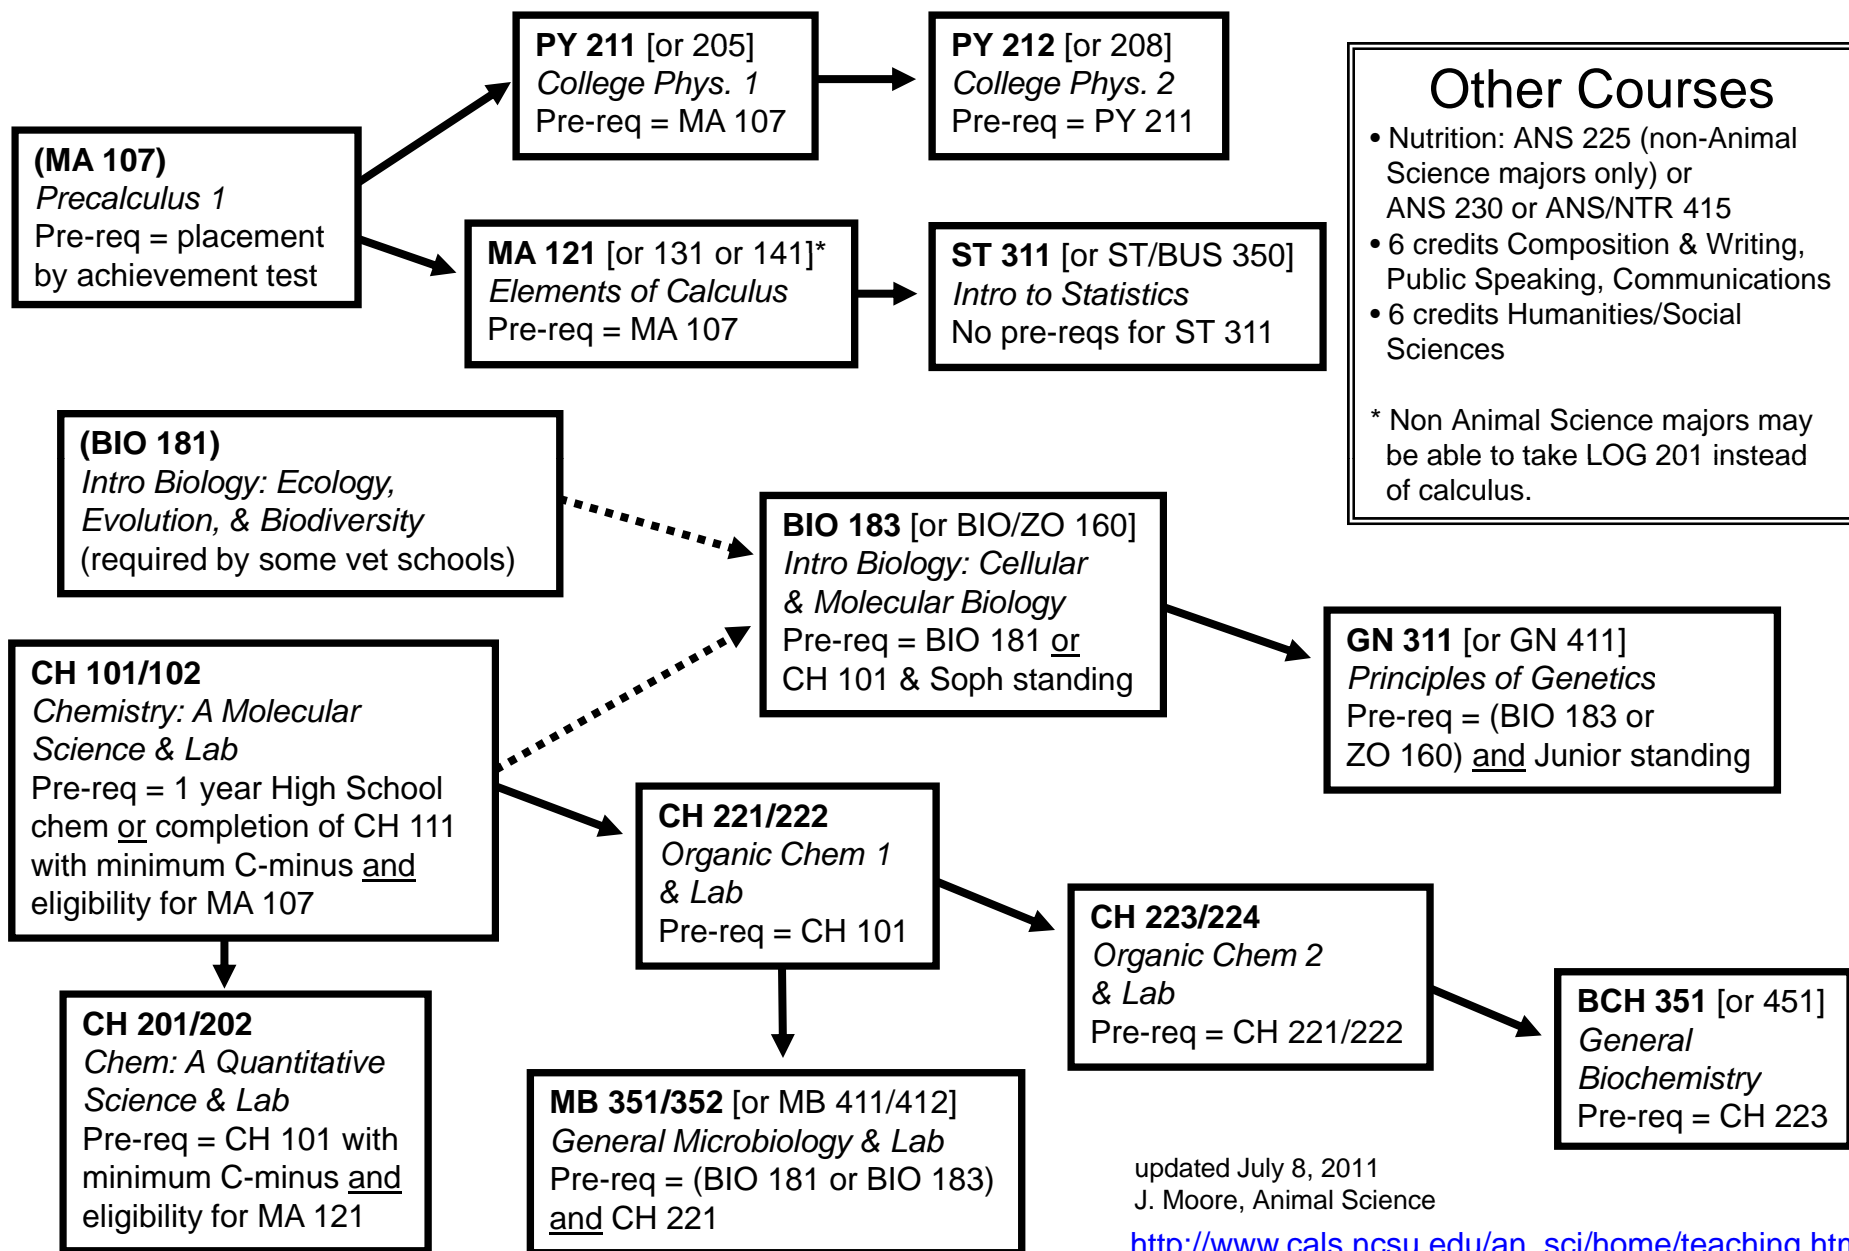 PY 211 [or 205]
College Phys. 1
Pre-req = MA 107
PY 212 [or 208]
College Phys. 2
Pre-req = PY 211
Other Courses
• Nutrition: ANS 225 (non-Animal
Science majors only) or
ANS 230 or ANS/NTR 415
• 6 credits Composition & Writing,
Public Speaking, Communications
• 6 credits Humanities/Social
Sciences
* Non Animal Science majors may
be able to take LOG 201 instead
of calculus.
(MA 107)
Precalculus 1
Pre-req = placement
by achievement test
MA 121 [or 131 or 141]*
Elements of Calculus
Pre-req = MA 107
ST 311 [or ST/BUS 350]
Intro to Statistics
No pre-reqs for ST 311
(BIO 181)
Intro Biology: Ecology,
Evolution, & Biodiversity
(required by some vet schools)
BIO 183 [or BIO/ZO 160]
Intro Biology: Cellular
& Molecular Biology
Pre-req = BIO 181 or
CH 101 & Soph standing
GN 311 [or GN 411]
Principles of Genetics
Pre-req = (BIO 183 or
ZO 160) and Junior standing
CH 101/102
Chemistry: A Molecular
Science & Lab
Pre-req = 1 year High School
chem or completion of CH 111
with minimum C-minus and
eligibility for MA 107
CH 221/222
Organic Chem 1
& Lab
Pre-req = CH 101
CH 223/224
Organic Chem 2
& Lab
Pre-req = CH 221/222
BCH 351 [or 451]
General
Biochemistry
Pre-req = CH 223
CH 201/202
Chem: A Quantitative
Science & Lab
Pre-req = CH 101 with
minimum C-minus and
eligibility for MA 121
MB 351/352 [or MB 411/412]
General Microbiology & Lab
Pre-req = (BIO 181 or BIO 183)
and CH 221
updated July 8, 2011
J. Moore, Animal Science
http://www.cals.ncsu.edu/an_sci/home/teaching.htm